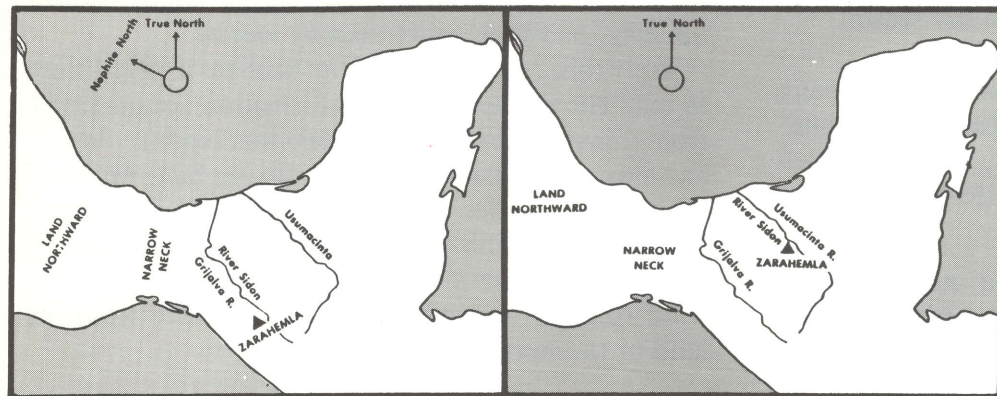 True North
Nephite North
LAND
NORTHWARD
NARROW
NECK
Usumacinta
River Sidon
Grijalva R.
ZARAHEMLA
True North
LAND
NORTHWARD
NARROW
NECK
Usumacinta R.
River Sidon
ZARAHEMLA
Grijalva R.